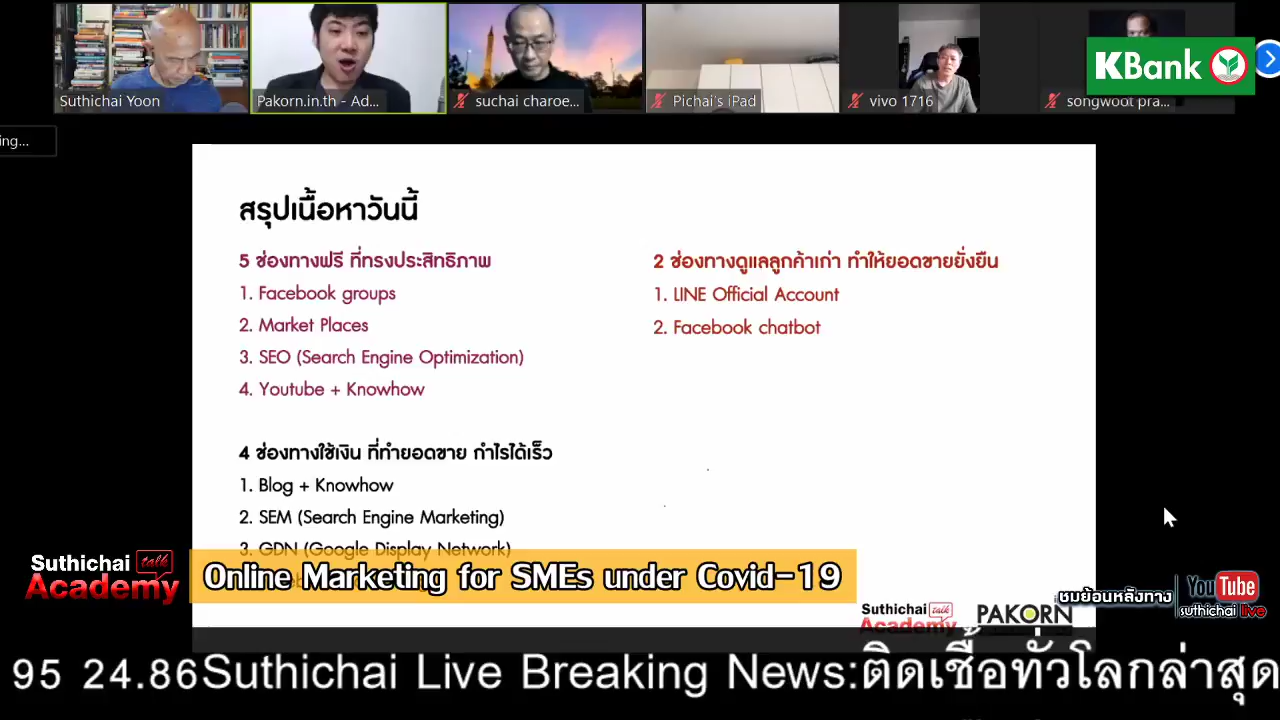 KBank
Suthichai Yoon
Pakorn.in.th - Ad...
suchai charoe...
Pichai's iPad
vivo 1716
songwoot pra...
ing...
สรุปเนื้อหาวันนี้
5 ช่องทางฟรี ที่ทรงประสิทธิภาพ
1. Facebook groups
2. Market Places
3. SEO (Search Engine Optimization)
4. Youtube + Knowhow
2 ช่องทางดูแลลูกค้าเก่า ทำให้ยอดขายยั่งยืน
1. LINE Official Account
2. Facebook chatbot
4 ช่องทางใช้เงิน ที่ทำยอดขาย กำไรได้เร็ว
1. Blog + Knowhow
2. SEM (Search Engine Marketing)
3. GDN (Google Display Network)
Suthichai talk
Academy
Online Marketing for SMEs under Covid-19
ชมย้อนหลังทาง
YouTube
suthichai live
Suthichai talk
Academy
PAKORN
95 24.86Suthichai Live Breaking News:ติดเชื้อทั่วโลกล่าสุด